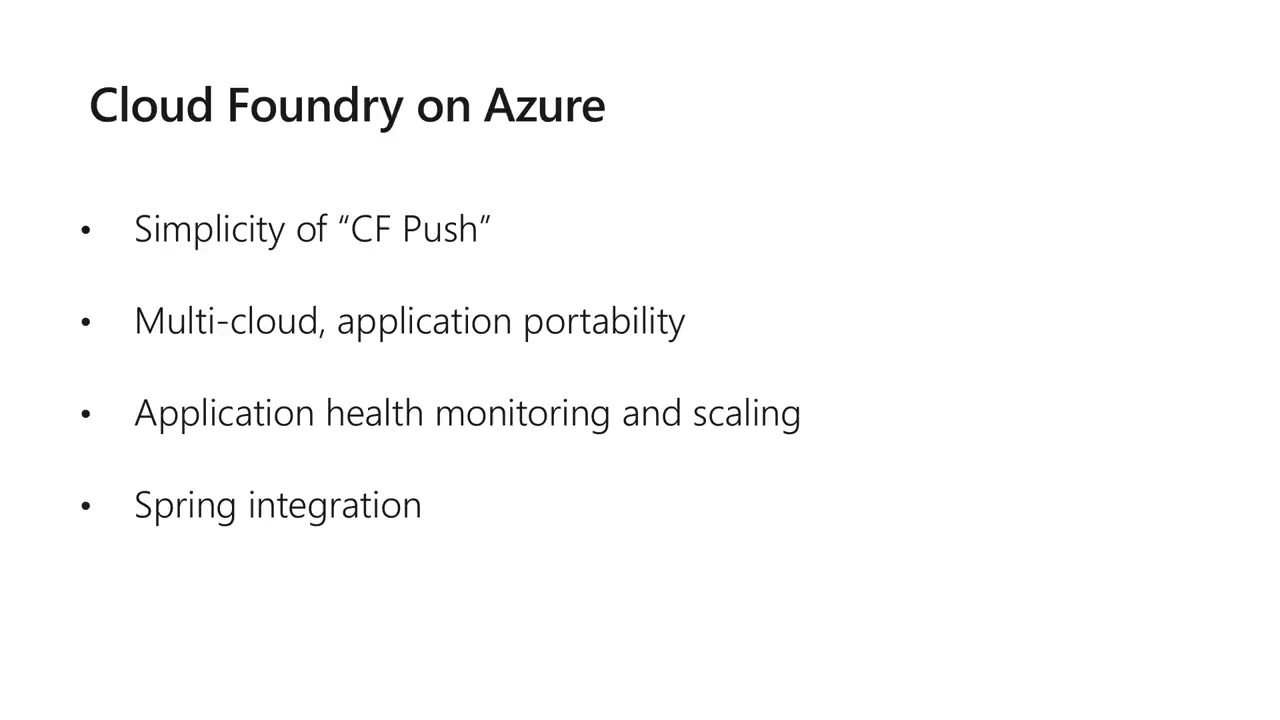 Cloud Foundry on Azure
• Simplicity of “CF Push”
• Multi-cloud, application portability
• Application health monitoring and scaling
• Spring integration